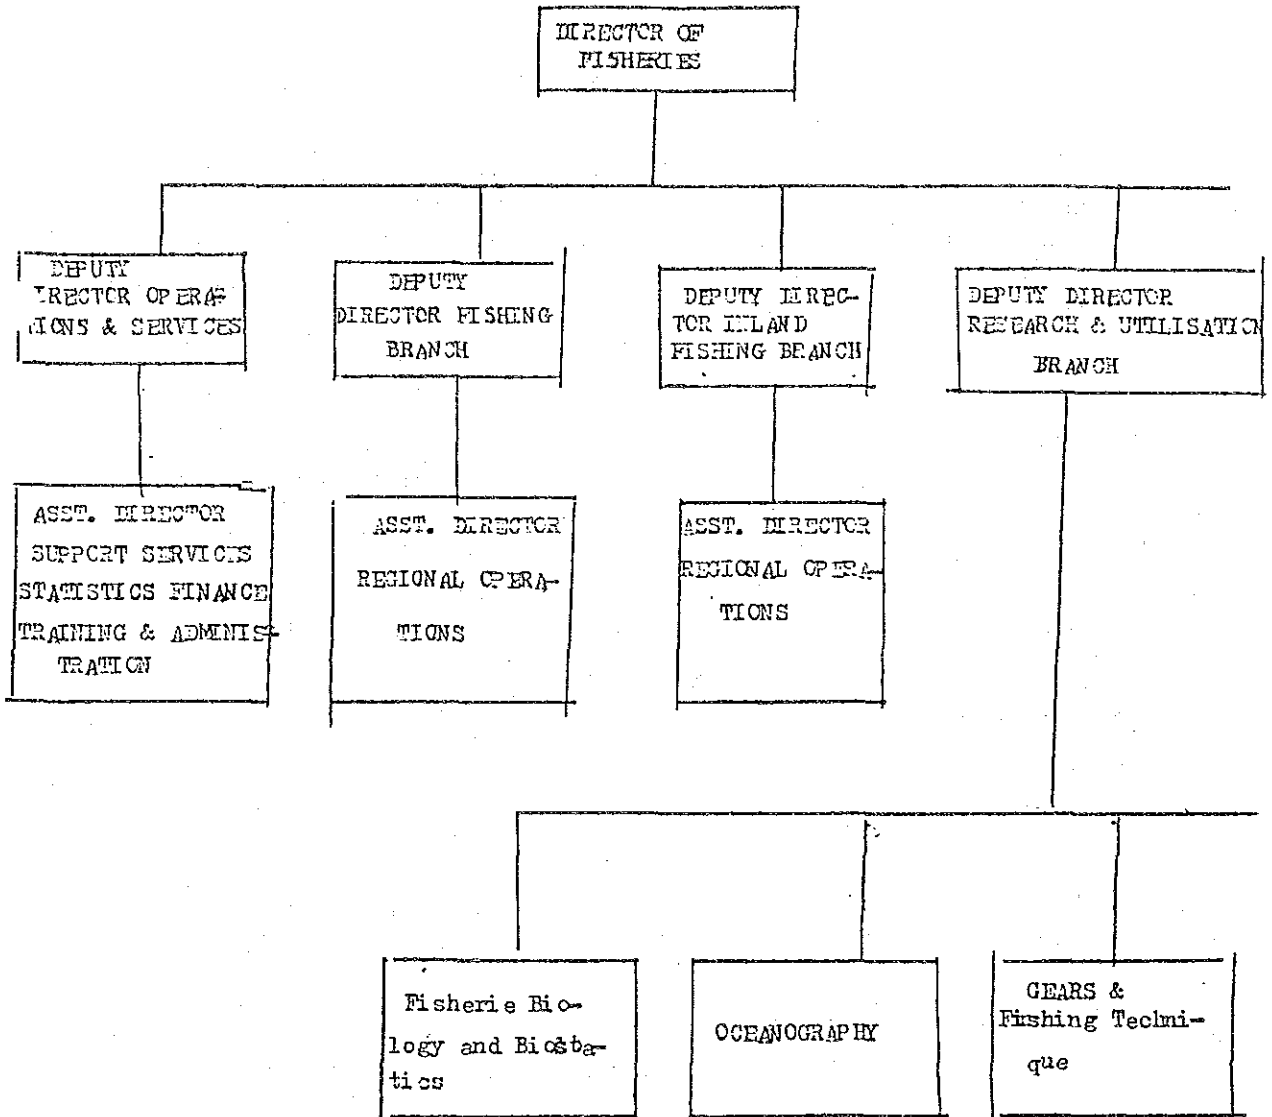 DIRECTOR OF
FISHERIES
DEPUTY
IRECTOR OPERA-
TIONS & SERVICES
DEPUTY
DIRECTOR FISHING
BRANCH
DEPUTY DIREC-
TOR INLAND
FISHING BRANCH
DEPUTY DIRECTOR
RESEARCH & UTILISATION
BRANCH
ASST. DIRECTOR
SUPPORT SERVICES
STATISTICS FINANCE
TRAINING & ADMINIS-
TRATION
ASST. DIRECTOR
REGIONAL OPERA-
TIONS
ASST. DIRECTOR
REGIONAL OPERA-
TIONS
Fisherie Bio-
logy and Biosta-
tics
OCEANOGRAPHY
GEARS &
Firshing Techni-
que